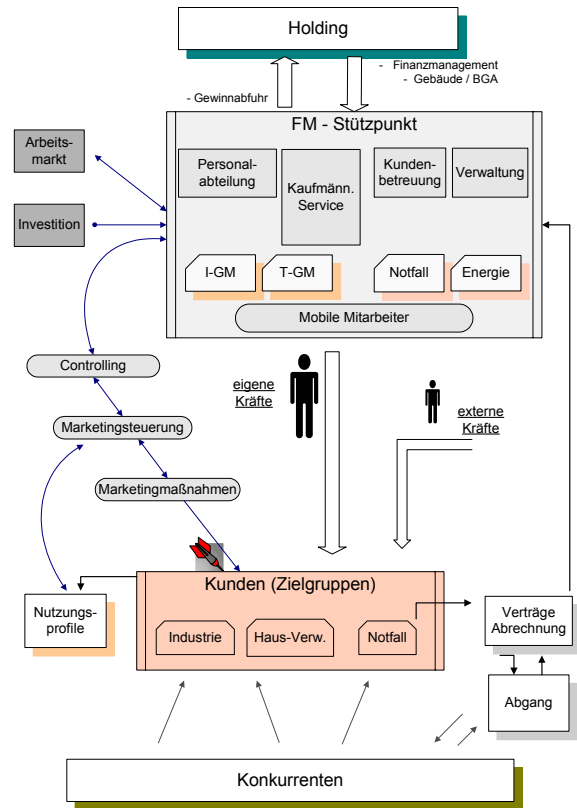 Holding
- Finanzmanagement
- Gebäude / BGA
- Gewinnabfuhr
FM - Stützpunkt
Arbeits-
markt
Personal-
abteilung
Kaufmänn.
Service
Kunden-
betreuung
Verwaltung
Investition
I-GM
T-GM
Notfall
Energie
Mobile Mitarbeiter
Controlling
eigene
Kräfte
externe
Kräfte
Marketingsteuerung
Marketingmaßnahmen
Kunden (Zielgruppen)
Nutzungs-
profile
Industrie
Haus-Verw.
Notfall
Verträge
Abrechnung
Abgang
Konkurrenten